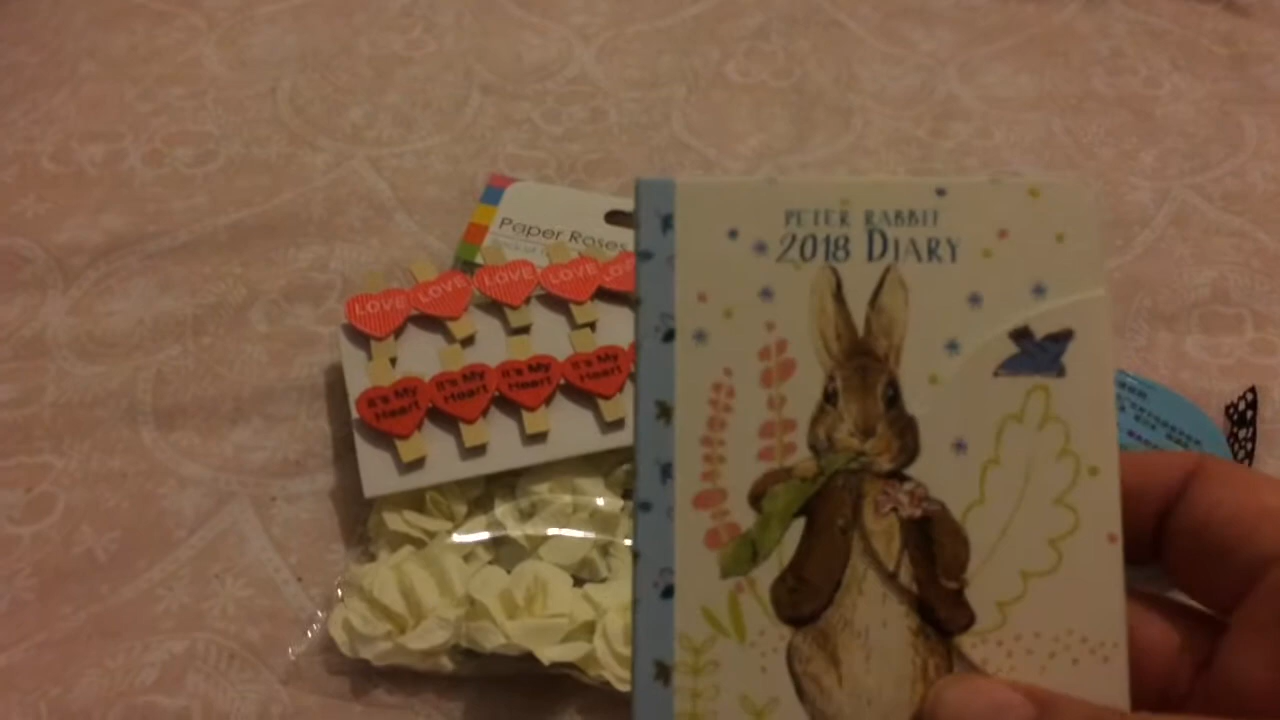 Paper Roses
LOVE LOVE LOVE LOVE LO
It's My Heart It's My Heart It's My Heart It's My Heart
PETER RABBIT
2018 DIARY